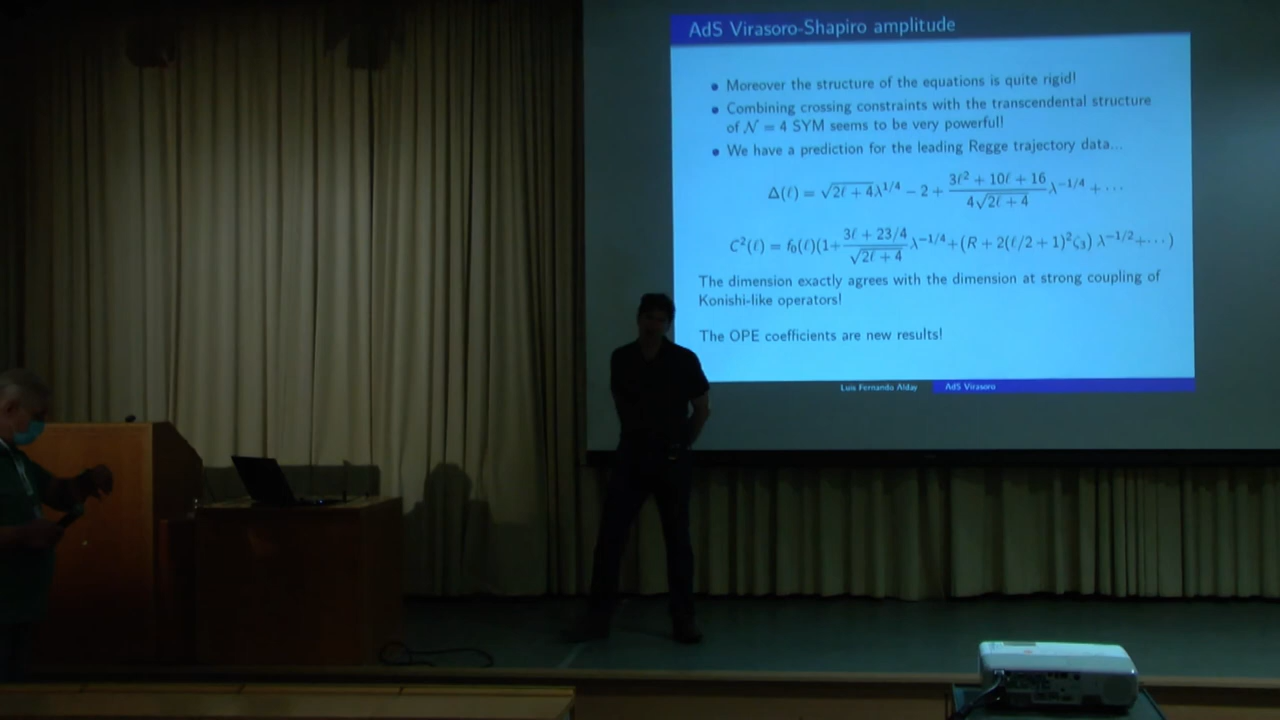 AdS Virasoro-Shapiro amplitude
• Moreover the structure of the equations is quite rigid!
• Combining crossing constraints with the transcendental structure
of 𝒩 = 4 SYM seems to be very powerful!
• We have a prediction for the leading Regge trajectory data...
Δ(ℓ) = √(2ℓ + 4)λ^{1/4} − 2 + (3ℓ² + 10ℓ + 16)/(4√(2ℓ + 4)) λ^{−1/4} + ···
C²(ℓ) = f₀(ℓ)(1+ (3ℓ + 23/4)/√(2ℓ + 4) λ^{−1/4}+(R + 2(ℓ/2 + 1)²ζ₃) λ^{−1/2}+···)
The dimension exactly agrees with the dimension at strong coupling of
Konishi-like operators!
The OPE coefficients are new results!
Luis Fernando Alday AdS Virasoro